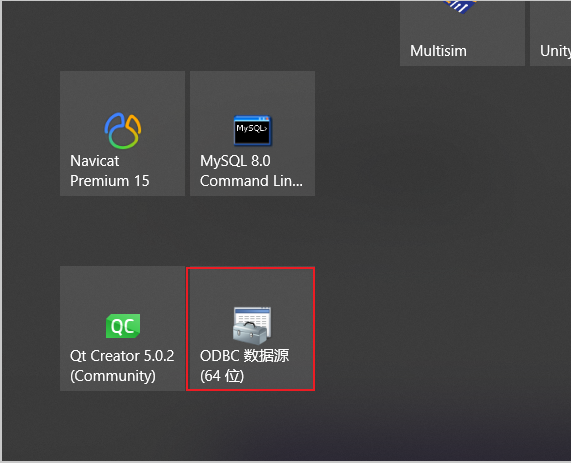 Multisim
Unity
Navicat
Premium 15
MySQL>
MySQL 8.0
Command Lin...
QC
Qt Creator 5.0.2
(Community)
ODBC 数据源
(64 位)